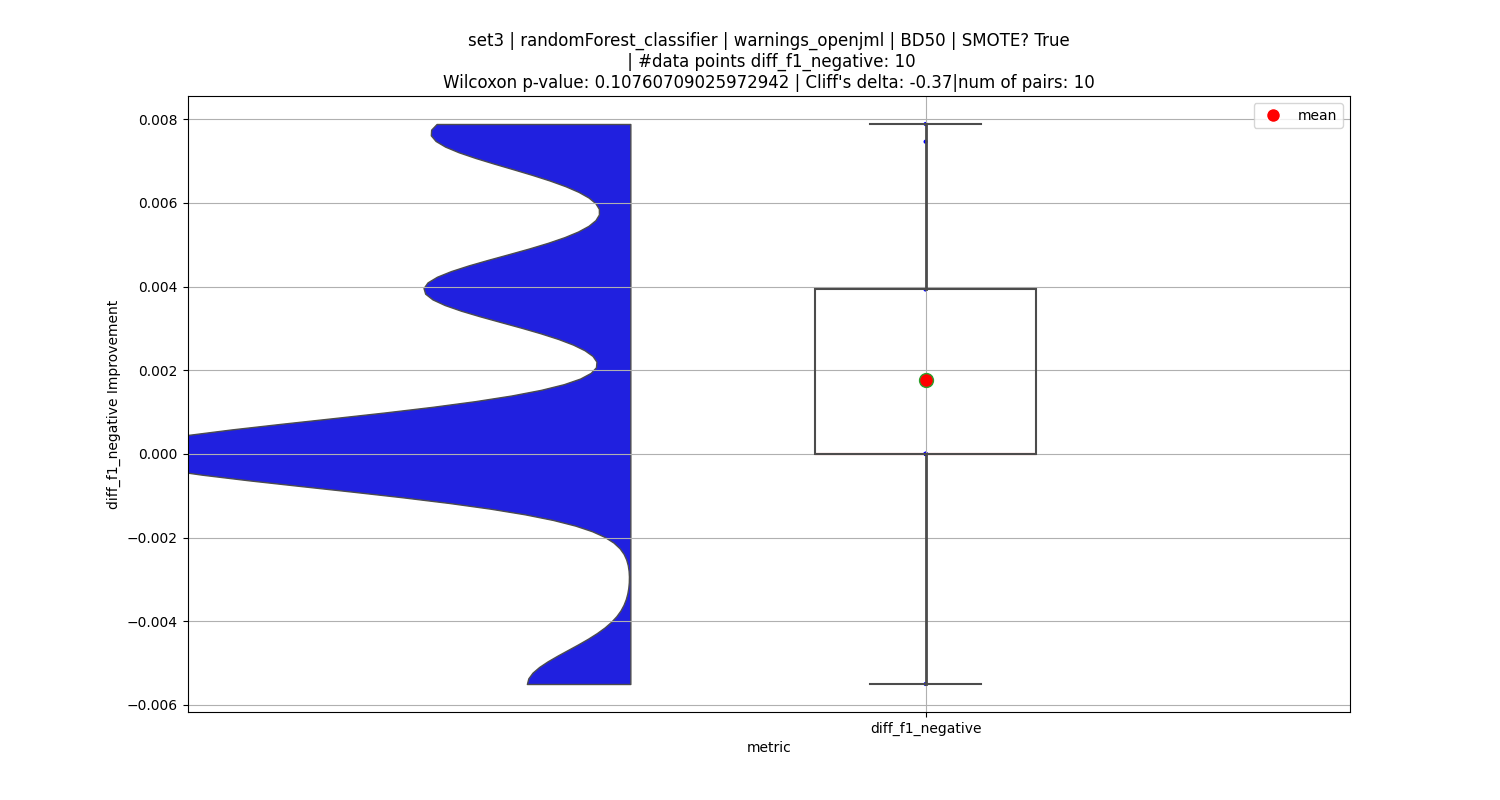 set3 | randomForest_classifier | warnings_openjml | BD50 | SMOTE? True
| #data points diff_f1_negative: 10
Wilcoxon p-value: 0.10760709025972942 | Cliff's delta: -0.37|num of pairs: 10
mean
0.008
0.006
0.004
0.002
0.000
−0.002
−0.004
−0.006
diff_f1_negative Improvement
diff_f1_negative
metric